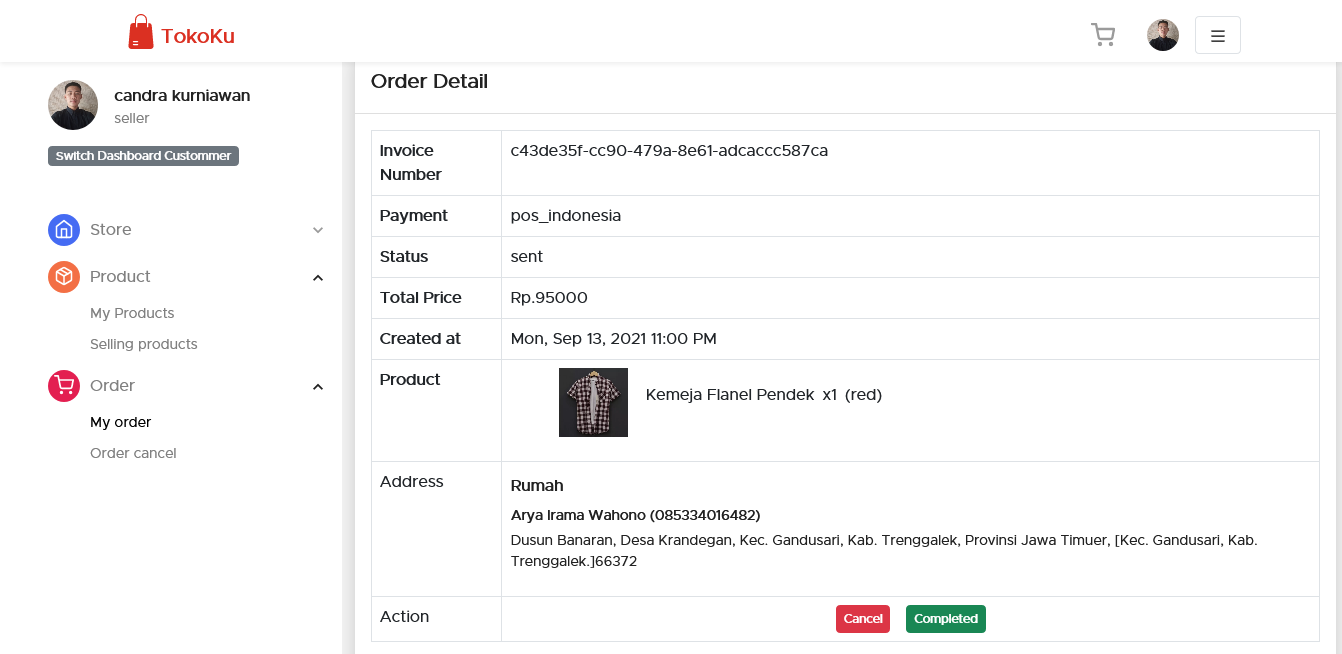 TokoKu
candra kurniawan
seller
Switch Dashboard Custommer
Store
Product
My Products
Selling products
Order
My order
Order cancel
Order Detail
Invoice Number c43de35f-cc90-479a-8e61-adcaccc587ca
Payment pos_indonesia
Status sent
Total Price Rp.95000
Created at Mon, Sep 13, 2021 11:00 PM
Product Kemeja Flanel Pendek x1 (red)
Address Rumah
Arya Irama Wahono (085334016482)
Dusun Banaran, Desa Krandegan, Kec. Gandusari, Kab. Trenggalek, Provinsi Jawa Timuer, [Kec. Gandusari, Kab.
Trenggalek.]66372
Action Cancel Completed